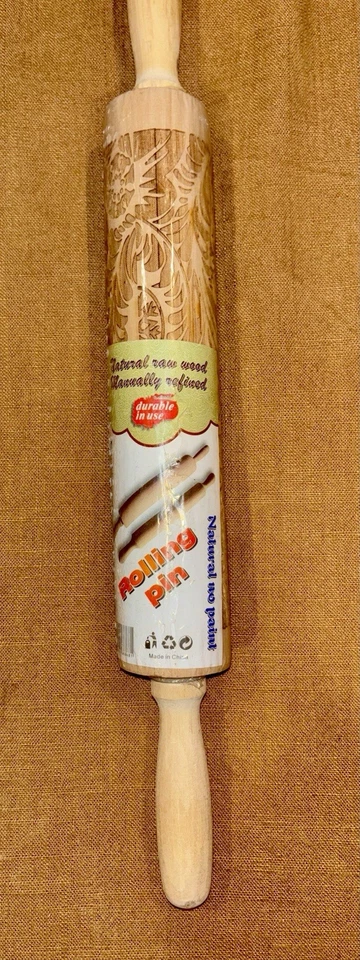 Natural raw wood
Manually refined
durable
in use
Rolling
pin
Natural no paint
Made in China